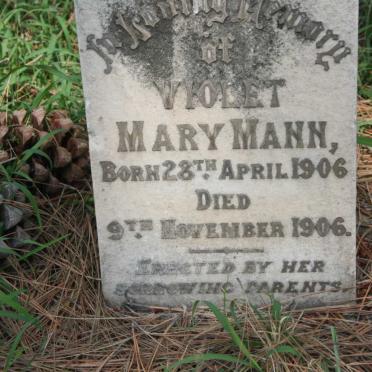 In Loving Memory
of
VIOLET
MARY MANN,
BORN 28TH APRIL 1906
DIED
9TH NOVEMBER 1906.
ERECTED BY HER
SORROWING PARENTS.